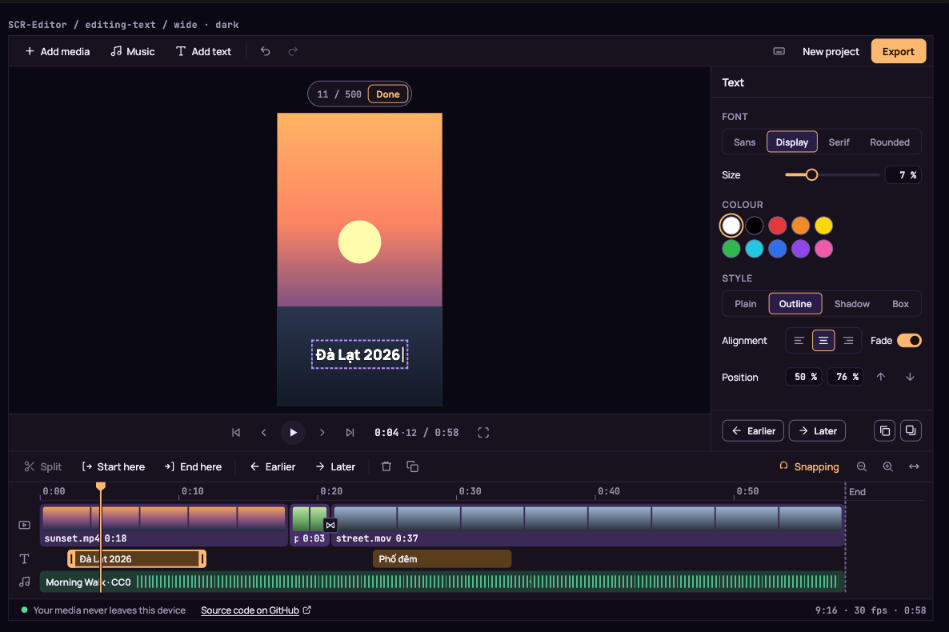 SCR-Editor / editing-text / wide · dark
+ Add media Music Add text New project Export
11 / 500 Done
Text
FONT
Sans Display Serif Rounded
Size 7 %
COLOUR
STYLE
Plain Outline Shadow Box
Alignment Fade
Position 50 % 76 %
Đà Lạt 2026
0:04·12 / 0:58
← Earlier → Later
Split Start here End here ← Earlier → Later Snapping
0:00 0:10 0:20 0:30 0:40 0:50 End
sunset.mp4 0:18 p 0:03 street.mov 0:37
Đà Lạt 2026 Phố đêm
Morning Walk · CC0
Your media never leaves this device Source code on GitHub 9:16 · 30 fps · 0:58